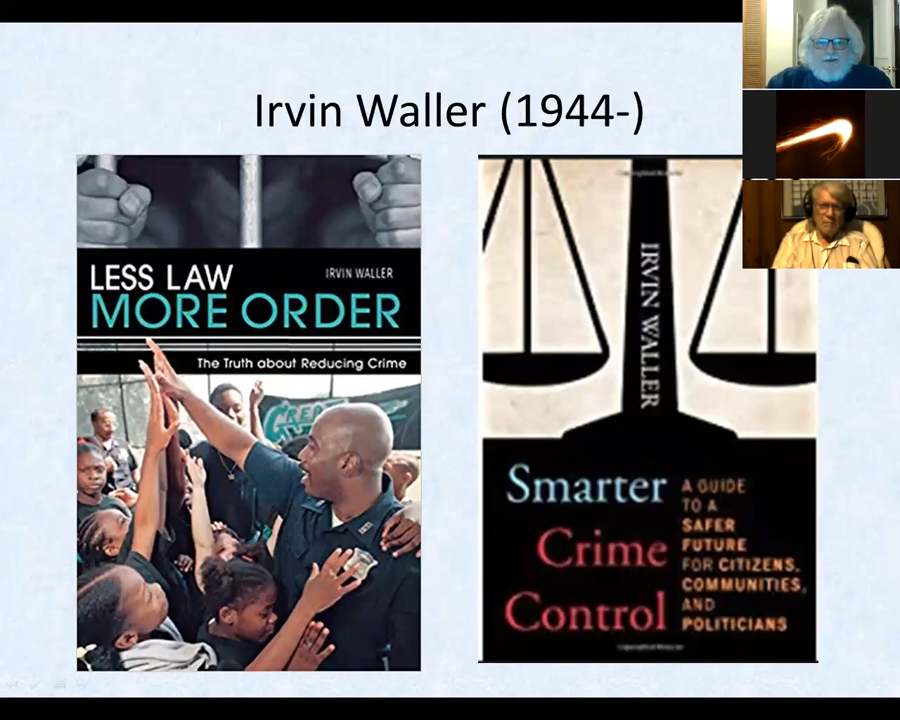 Irvin Waller (1944-)
LESS LAW
IRVIN WALLER
MORE ORDER
The Truth about Reducing Crime
IRVIN WALLER
Smarter
Crime
Control
A GUIDE
TO A
SAFER
FUTURE
FOR CITIZENS,
COMMUNITIES,
AND
POLITICIANS